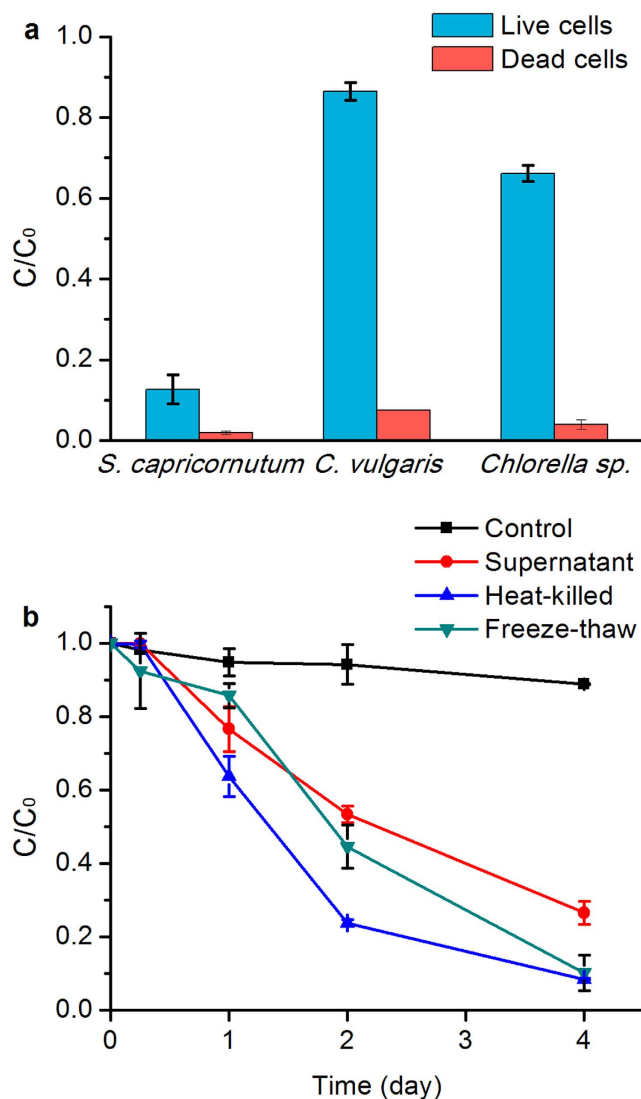 a
Live cells
Dead cells
1.0
0.8
0.6
0.4
0.2
0.0
C/C₀
S. capricornutum C. vulgaris Chlorella sp.
Control
Supernatant
Heat-killed
Freeze-thaw
b
1.0
0.8
0.6
0.4
0.2
0.0
C/C₀
0 1 2 3 4
Time (day)